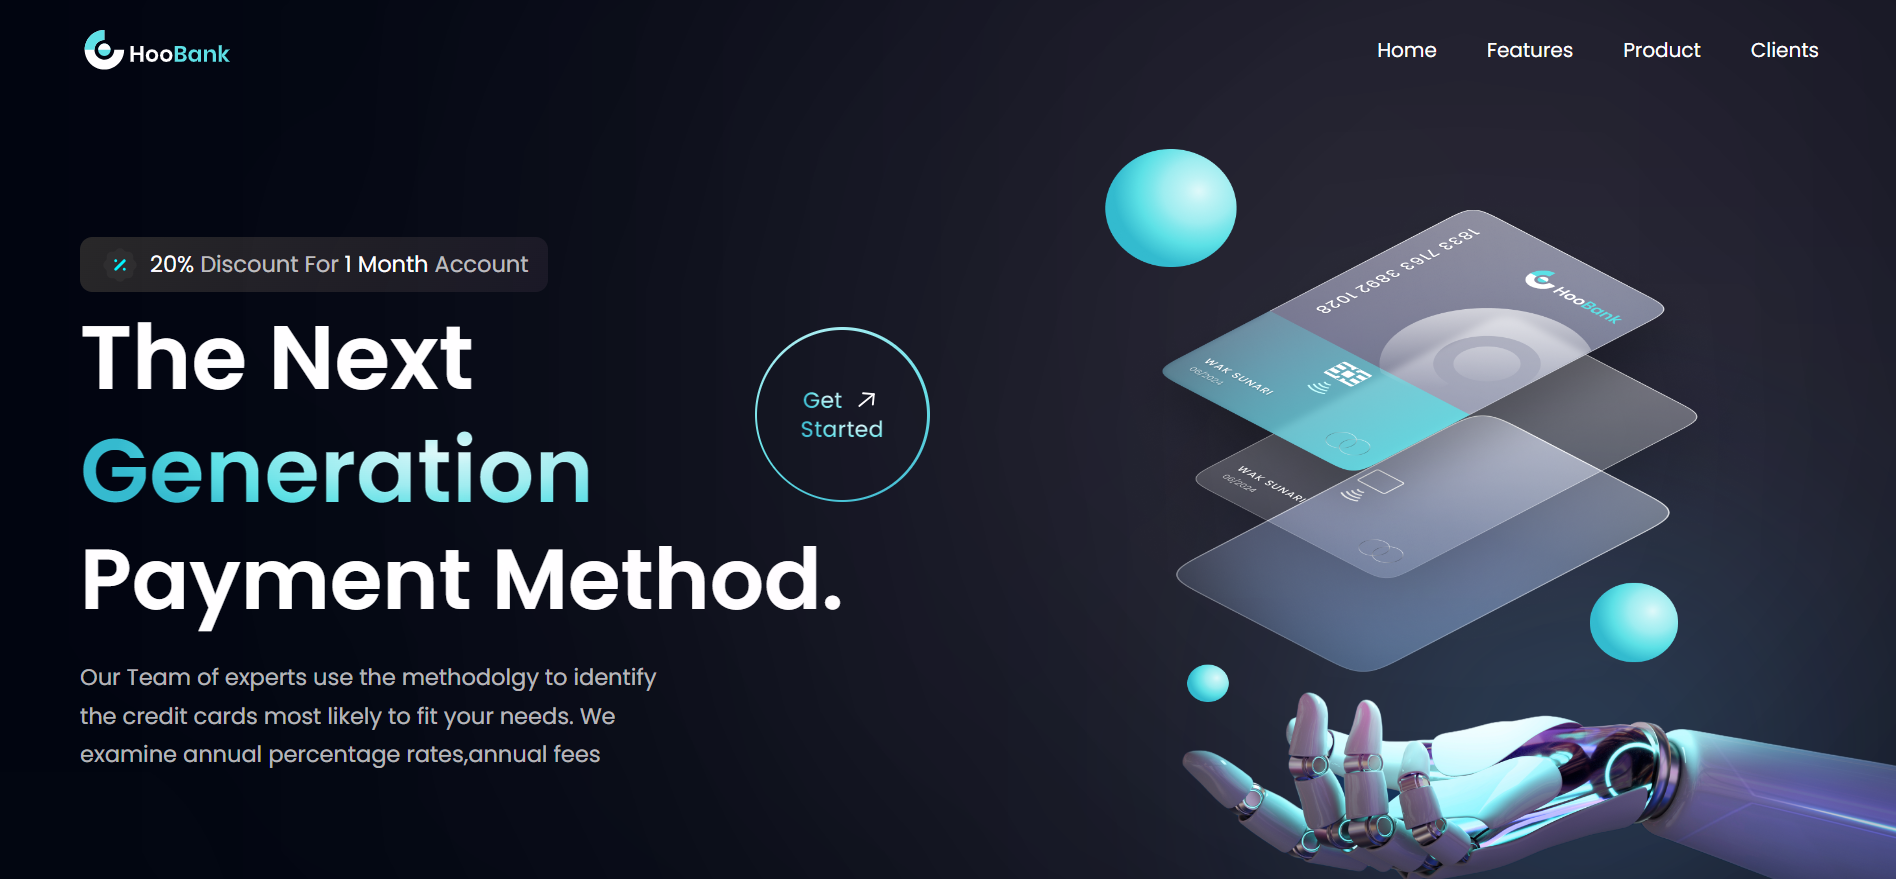 HooBank
Home Features Product Clients
20% Discount For 1 Month Account
The Next
Generation
Payment Method.
Get
Started
Our Team of experts use the methodolgy to identify
the credit cards most likely to fit your needs. We
examine annual percentage rates,annual fees
1833 7163 3892 1028
HooBank
WAK SUNARI
06/2024
WAK SUNARI
06/2024